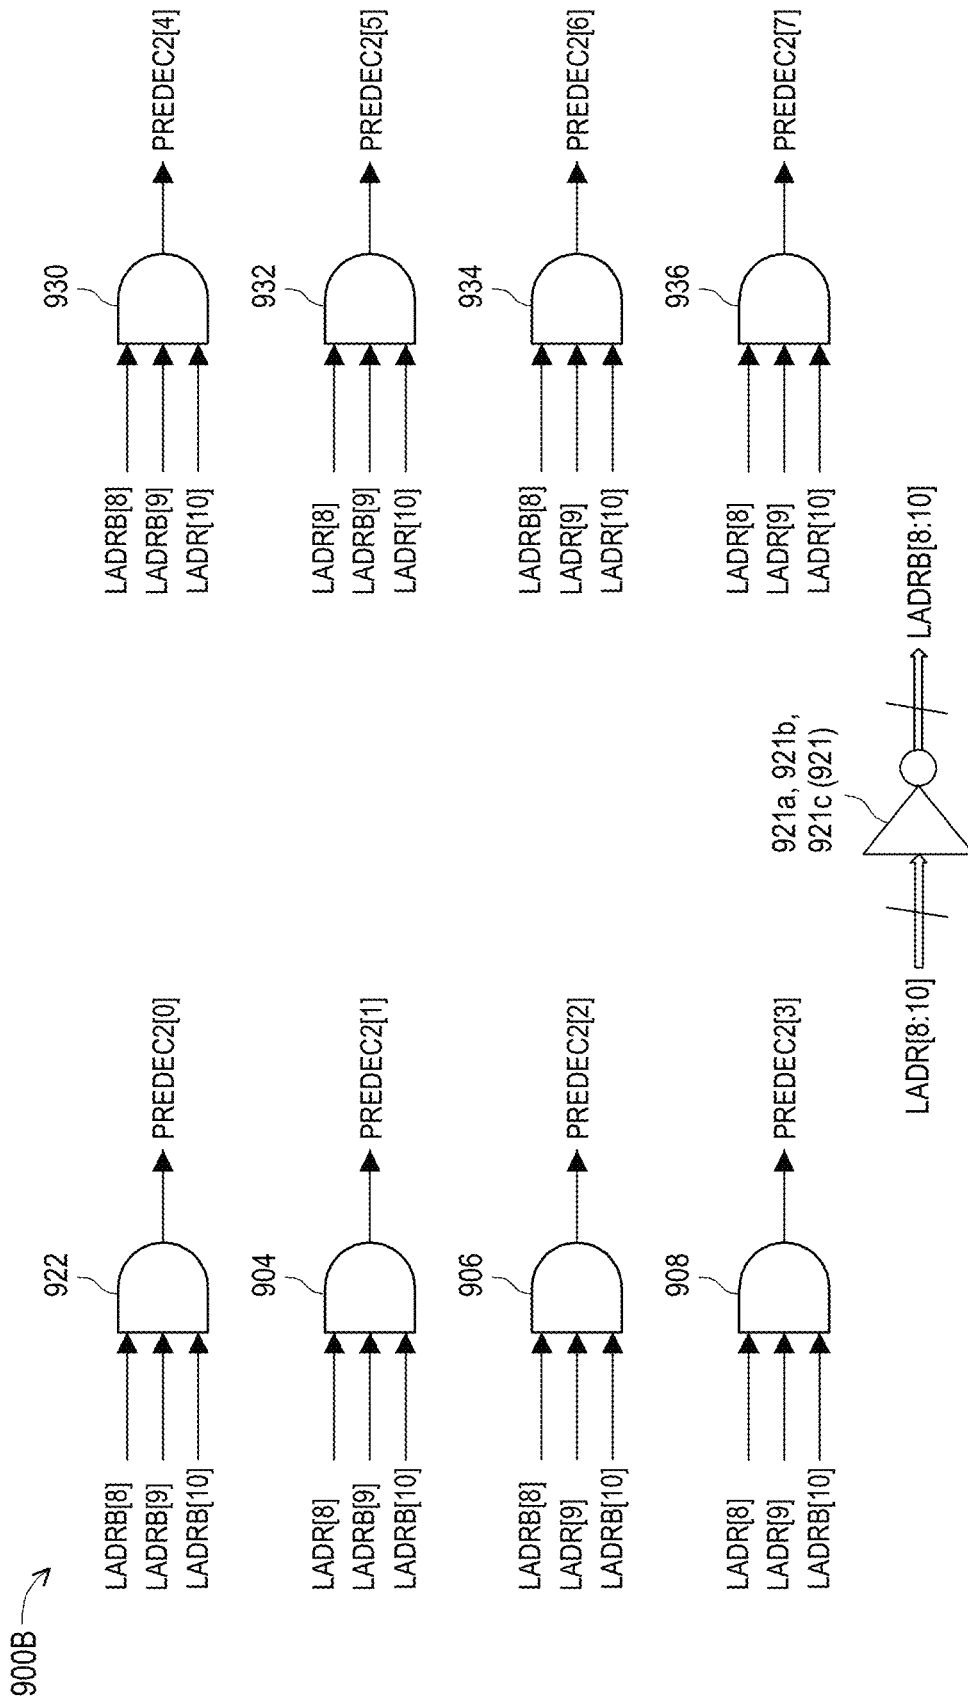 900B
922
LADRB[8]
LADRB[9]
LADRB[10]
PREDEC2[0]
904
LADR[8]
LADRB[9]
LADRB[10]
PREDEC2[1]
906
LADRB[8]
LADR[9]
LADRB[10]
PREDEC2[2]
908
LADR[8]
LADR[9]
LADRB[10]
PREDEC2[3]
930
LADRB[8]
LADRB[9]
LADR[10]
PREDEC2[4]
932
LADR[8]
LADRB[9]
LADR[10]
PREDEC2[5]
934
LADRB[8]
LADR[9]
LADR[10]
PREDEC2[6]
936
LADR[8]
LADR[9]
LADR[10]
PREDEC2[7]
921a, 921b,
921c (921)
LADR[8:10]
LADRB[8:10]